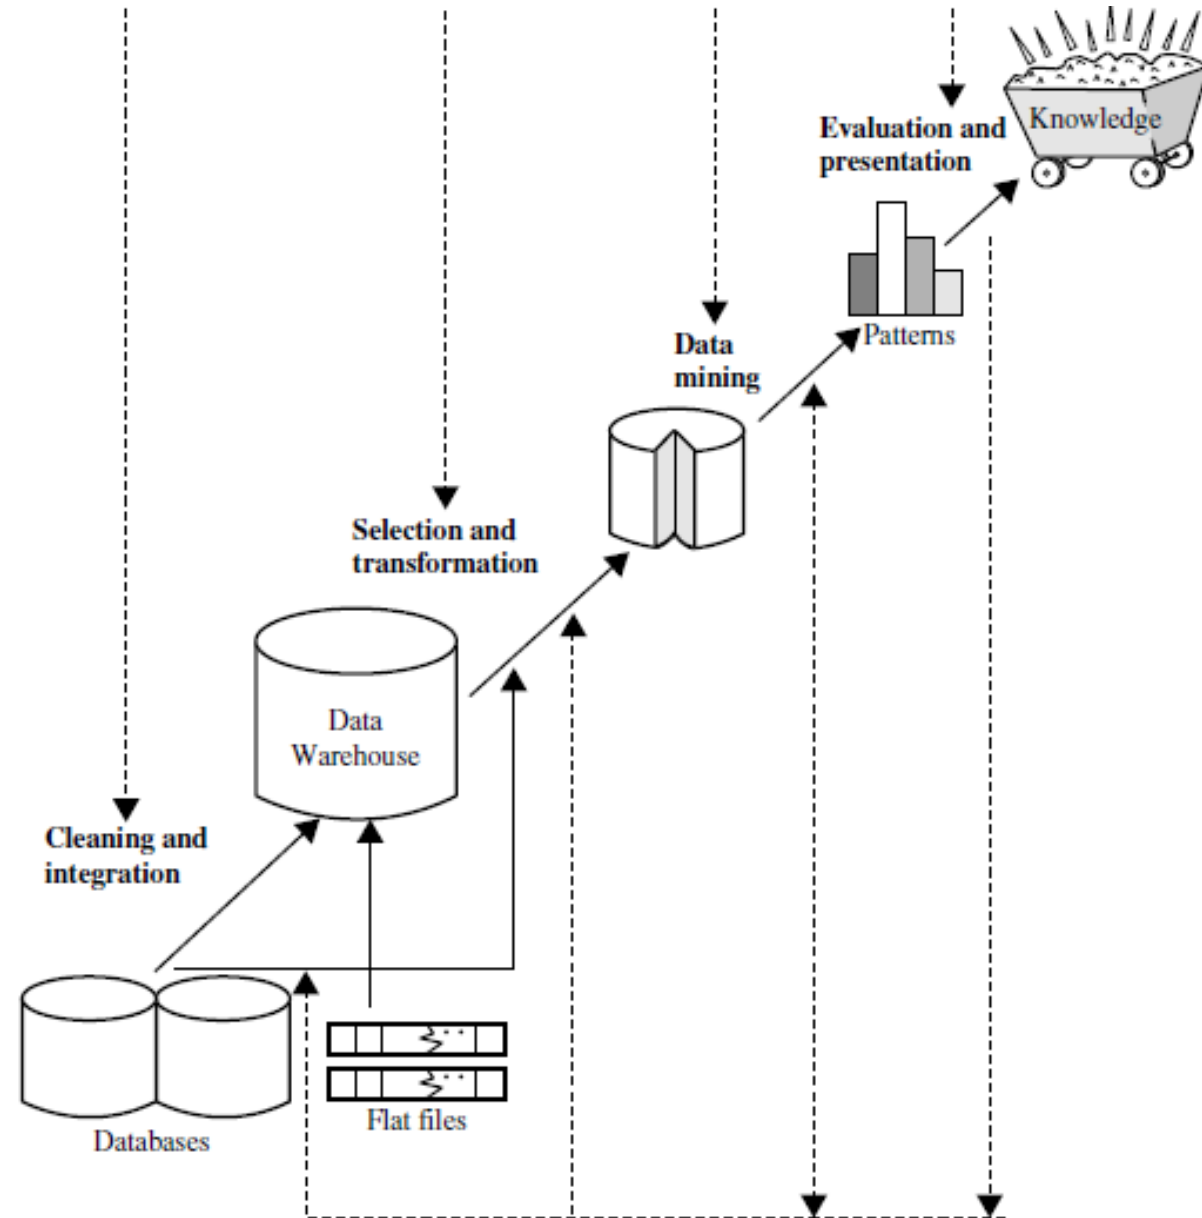 Knowledge
Evaluation and
presentation
Patterns
Data
mining
Selection and
transformation
Data
Warehouse
Cleaning and
integration
Flat files
Databases